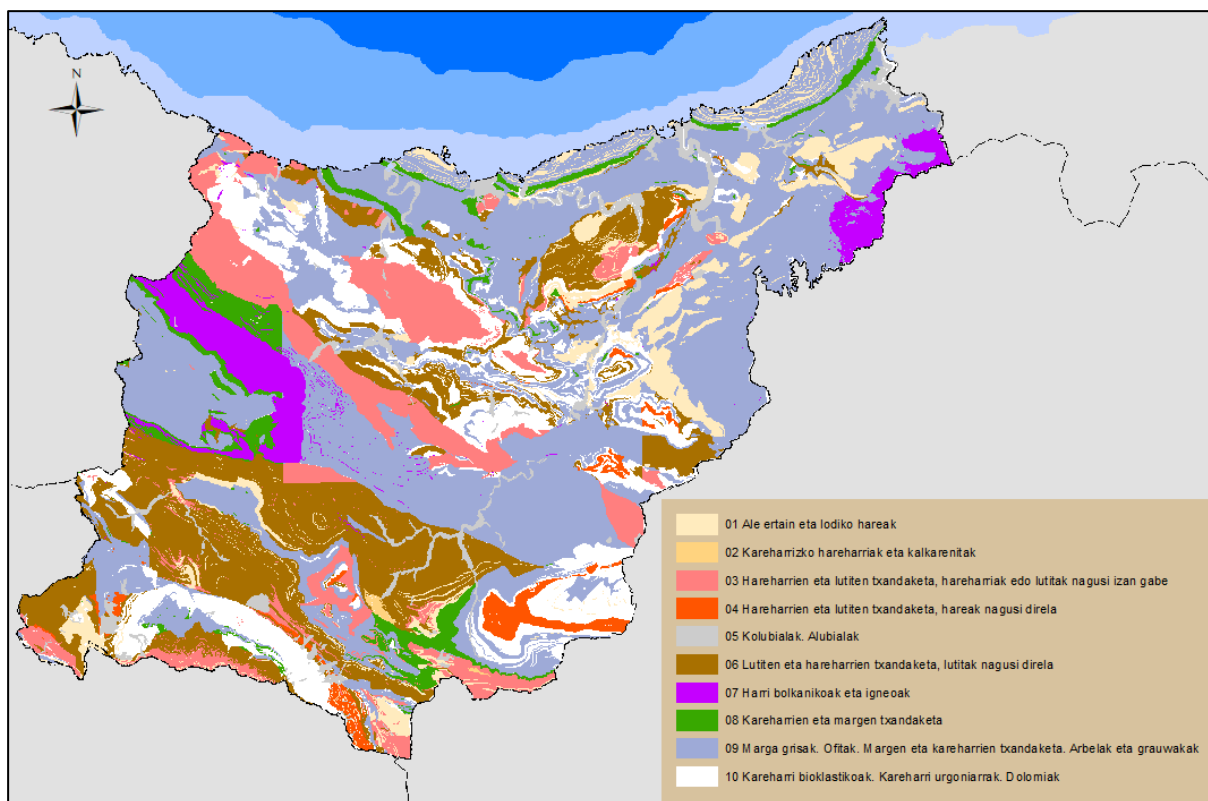 N
01 Ale ertain eta lodiko hareak
02 Kareharrizko hareharriak eta kalkarenitak
03 Hareharrien eta lutiten txandaketa, hareharriak edo lutitak nagusi izan gabe
04 Hareharrien eta lutiten txandaketa, hareak nagusi direla
05 Kolubialak. Alubialak
06 Lutiten eta hareharrien txandaketa, lutitak nagusi direla
07 Harri bolkanikoak eta igneoak
08 Kareharrien eta margen txandaketa
09 Marga grisak. Ofitak. Margen eta kareharrien txandaketa. Arbelak eta grauwakak
10 Kareharri bioklastikoak. Kareharri urgoniarrak. Dolomiak